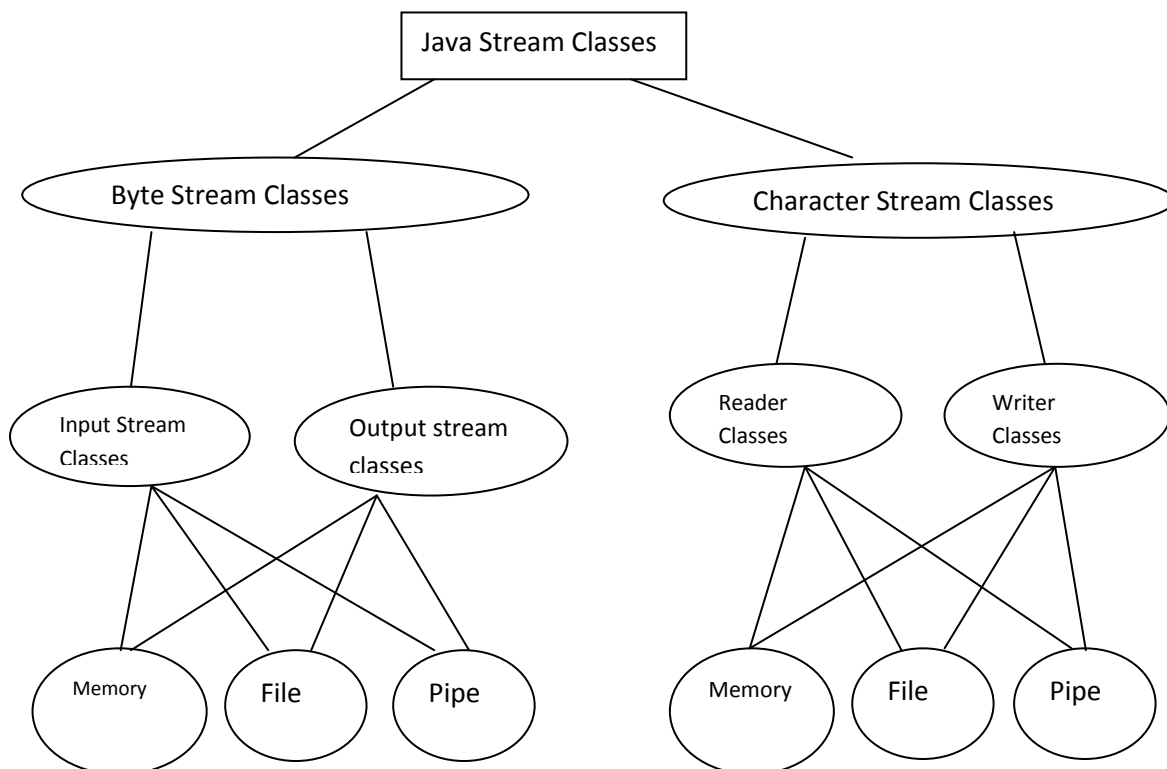 Java Stream Classes
Byte Stream Classes
Character Stream Classes
Input Stream
Classes
Output stream
classes
Reader
Classes
Writer
Classes
Memory
File
Pipe
Memory
File
Pipe